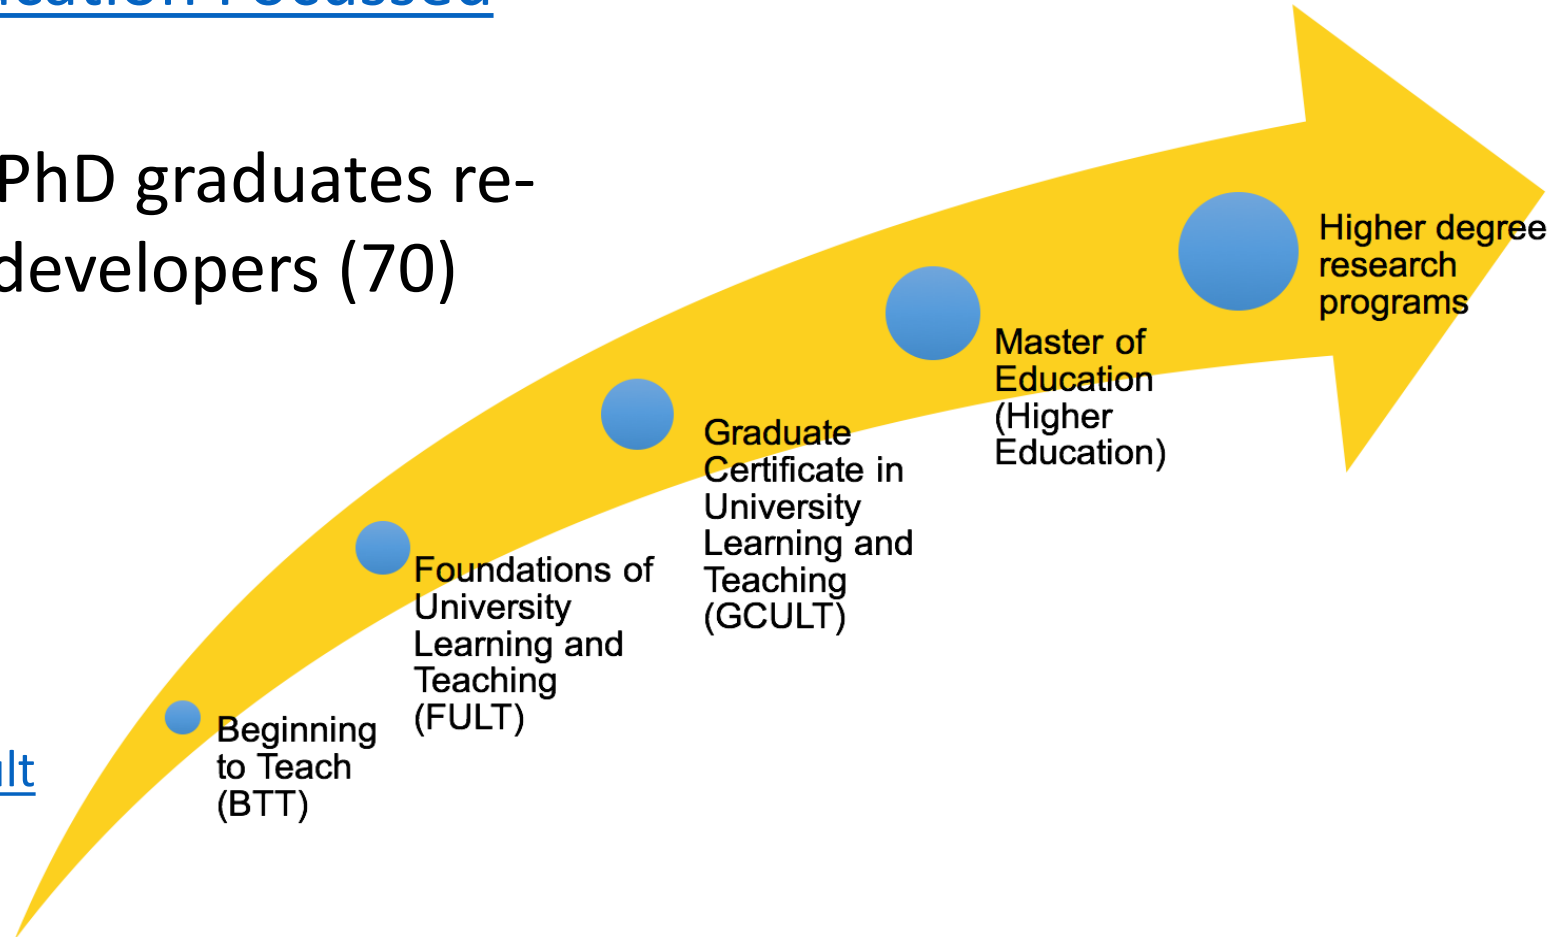 Focussed
PhD graduates re-
developers (70)
Higher degree
research
programs
Master of
Education
(Higher
Education)
Graduate
Certificate in
University
Learning and
Teaching
(GCULT)
Foundations of
University
Learning and
Teaching
(FULT)
Beginning
to Teach
(BTT)